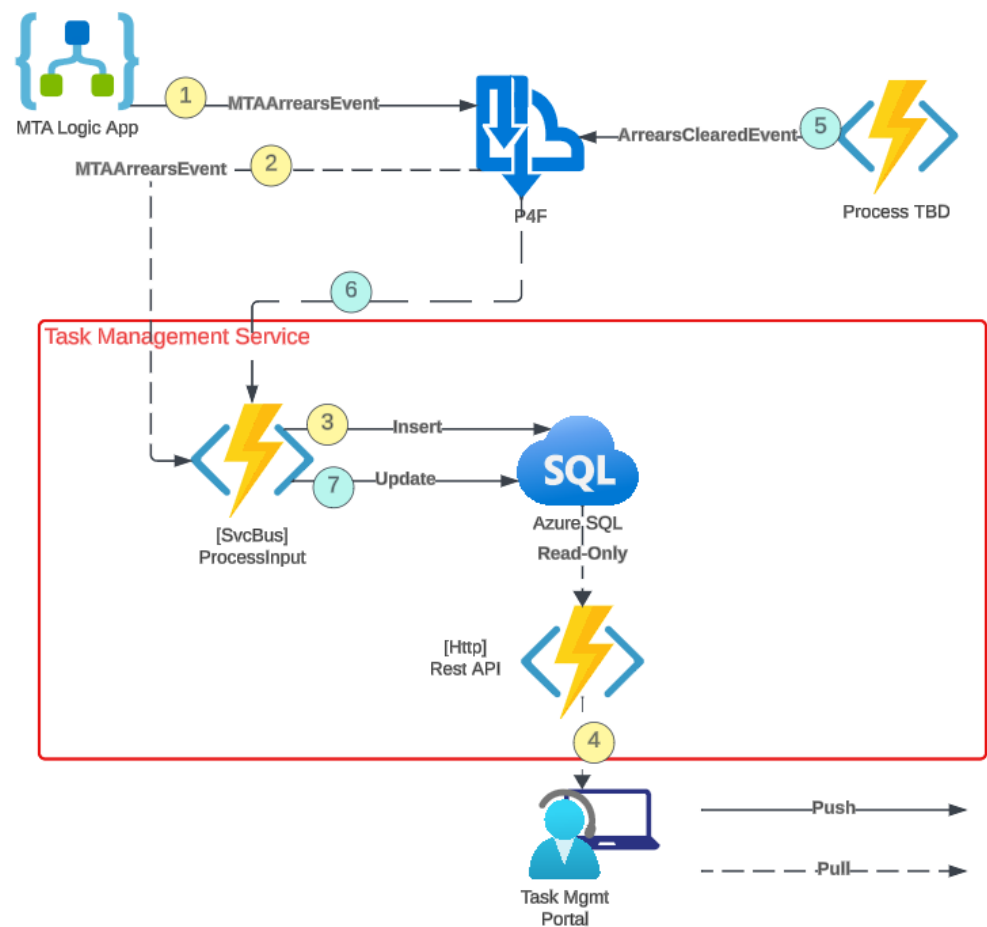 1
MTAArrearsEvent
MTA Logic App
5
ArrearsClearedEvent
Process TBD
2
MTAArrearsEvent
P4F
6
Task Management Service
3
Insert
7
Update
SQL
[SvcBus]
ProcessInput
Azure SQL
Read-Only
[Http]
Rest API
4
Push
Pull
Task Mgmt
Portal